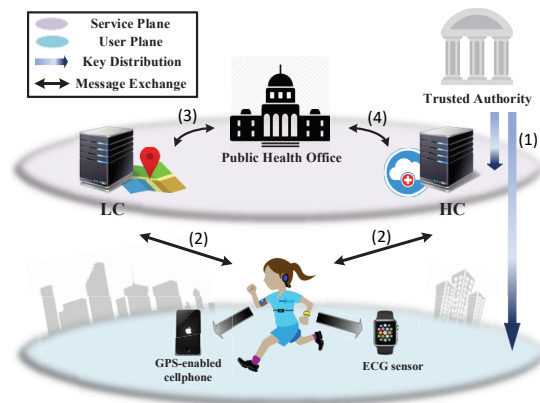 Service Plane
User Plane
Key Distribution
Message Exchange
Trusted Authority
(3)
(4)
(1)
Public Health Office
LC
HC
(2)
(2)
GPS-enabled
cellphone
ECG sensor